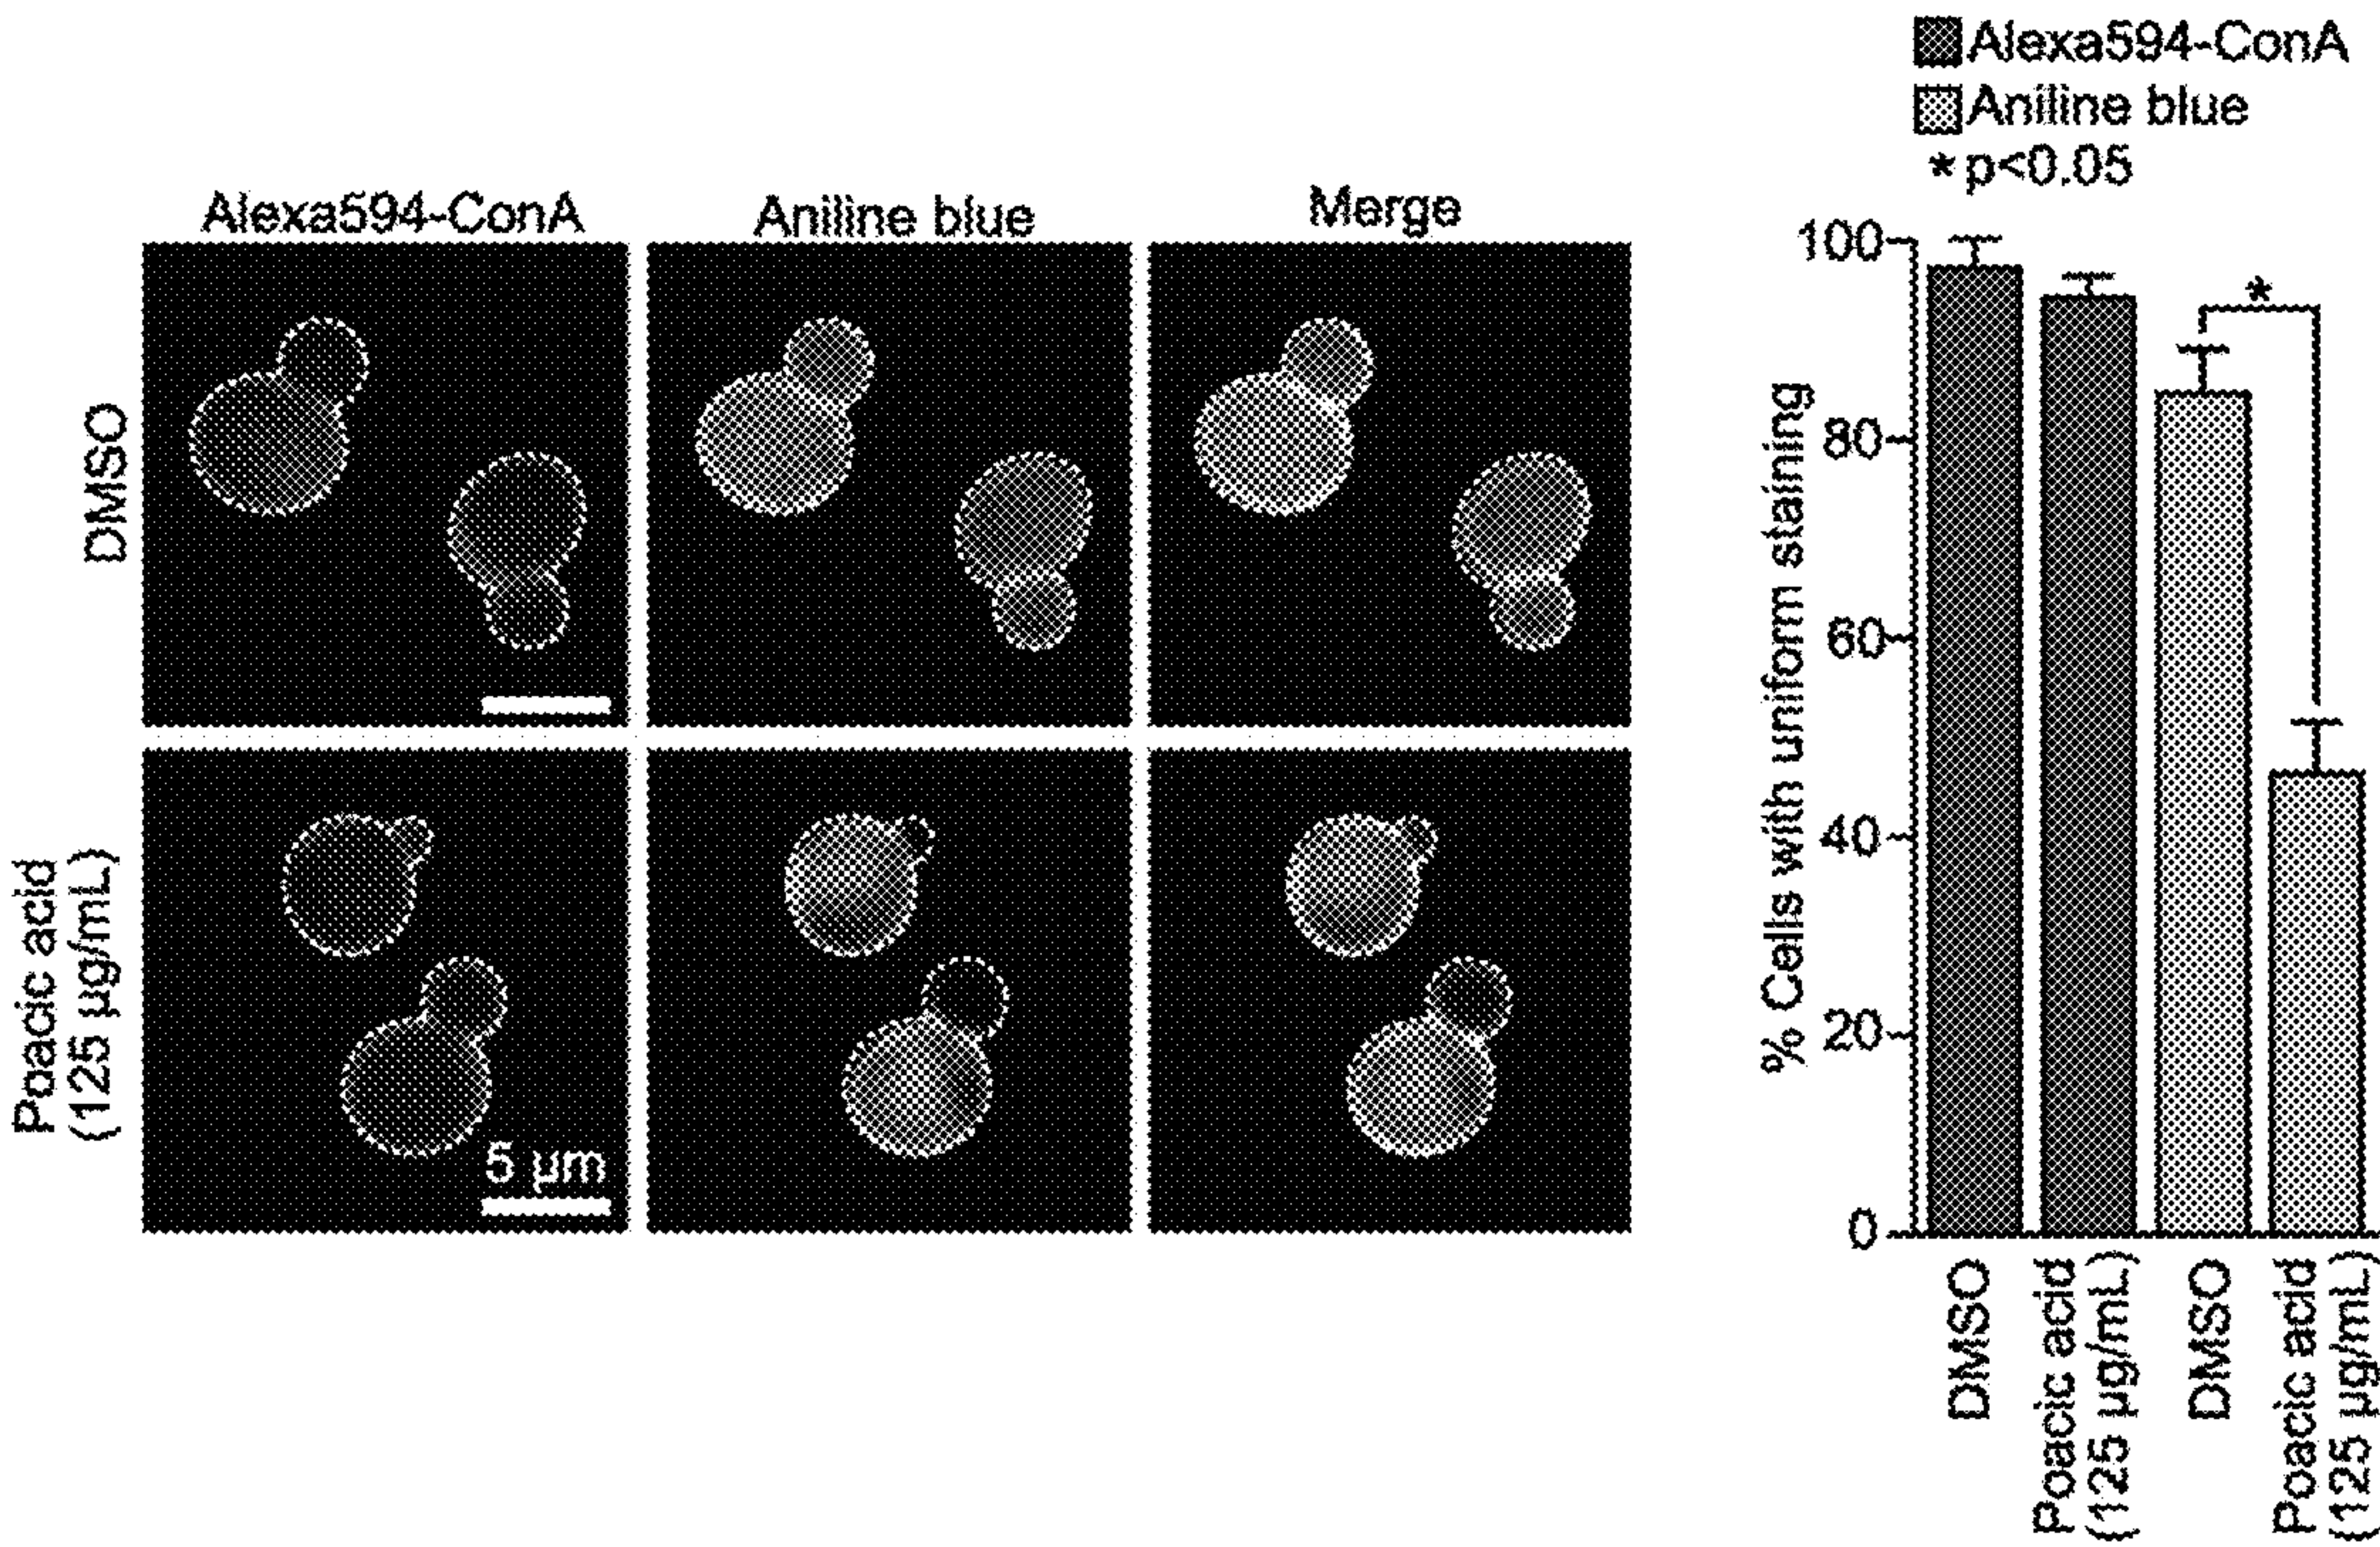 Alexa594-ConA
Aniline blue
* p<0.05
Alexa594-ConA
Aniline blue
Merge
DMSO
Poacic acid
(125 µg/mL)
5 µm
% Cells with uniform staining
100
80
60
40
20
0
DMSO
Poacic acid
(125 µg/mL)
DMSO
Poacic acid
(125 µg/mL)